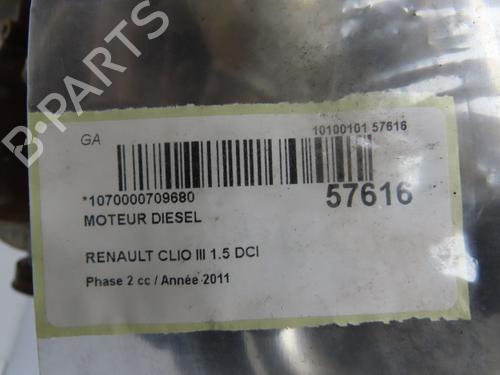 B-PARTS
GA
10100101 57616
*1070000709680
57616
MOTEUR DIESEL
RENAULT CLIO III 1.5 DCI
Phase 2 cc / Année 2011